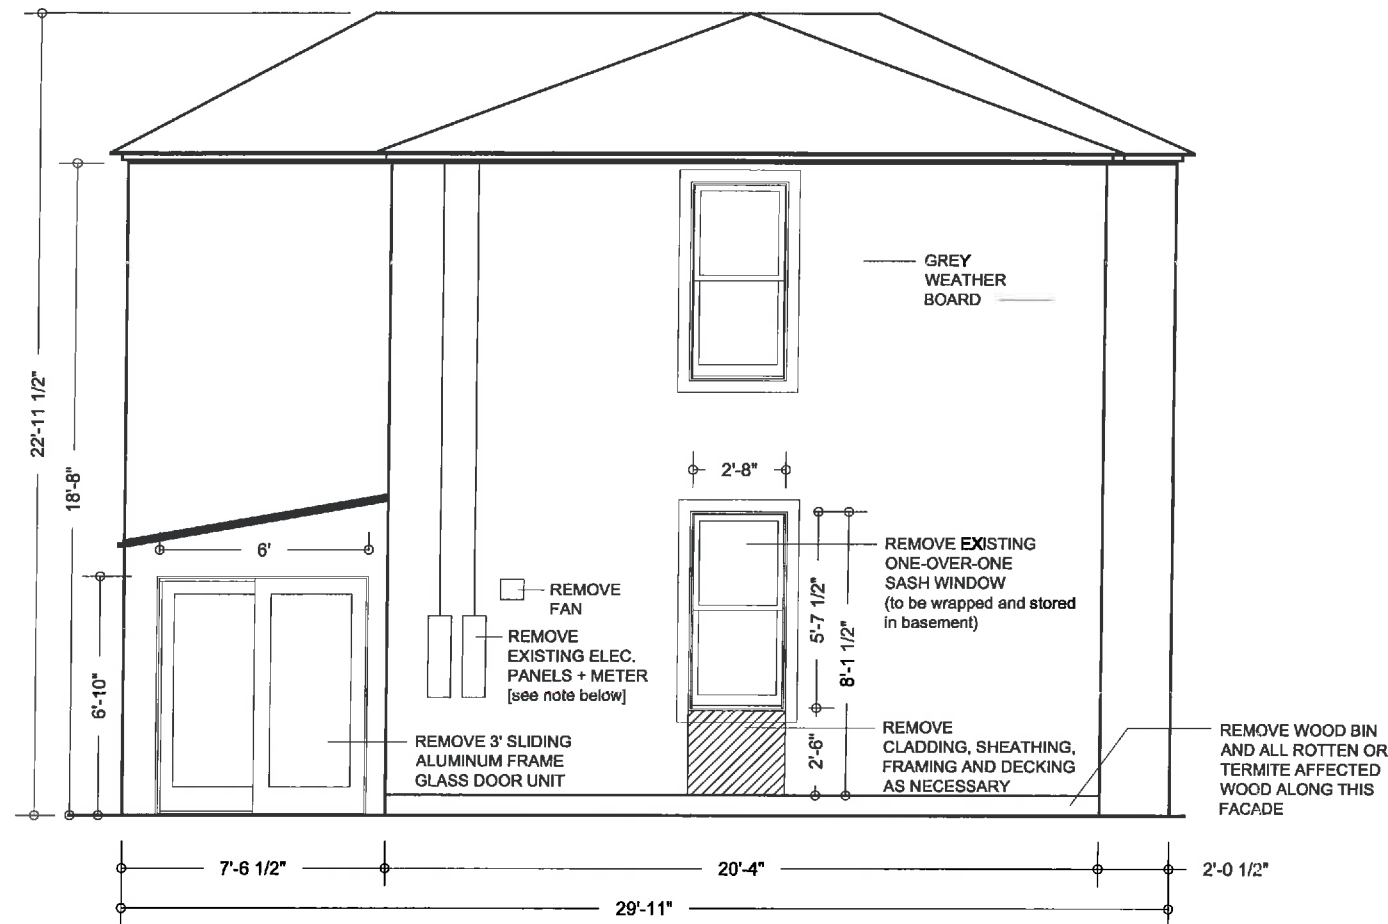 GREY
WEATHER
BOARD
22'-11 1/2"
18'-8"
2'-8"
6'
REMOVE EXISTING
ONE-OVER-ONE
SASH WINDOW
(to be wrapped and stored
in basement)
REMOVE
FAN
5'-7 1/2"
8'-1 1/2"
REMOVE
EXISTING ELEC.
PANELS + METER
[see note below]
6'-10"
REMOVE 3' SLIDING
ALUMINUM FRAME
GLASS DOOR UNIT
2'-6"
REMOVE
CLADDING, SHEATHING,
FRAMING AND DECKING
AS NECESSARY
REMOVE WOOD BIN
AND ALL ROTTEN OR
TERMITE AFFECTED
WOOD ALONG THIS
FACADE
7'-6 1/2"
20'-4"
2'-0 1/2"
29'-11"